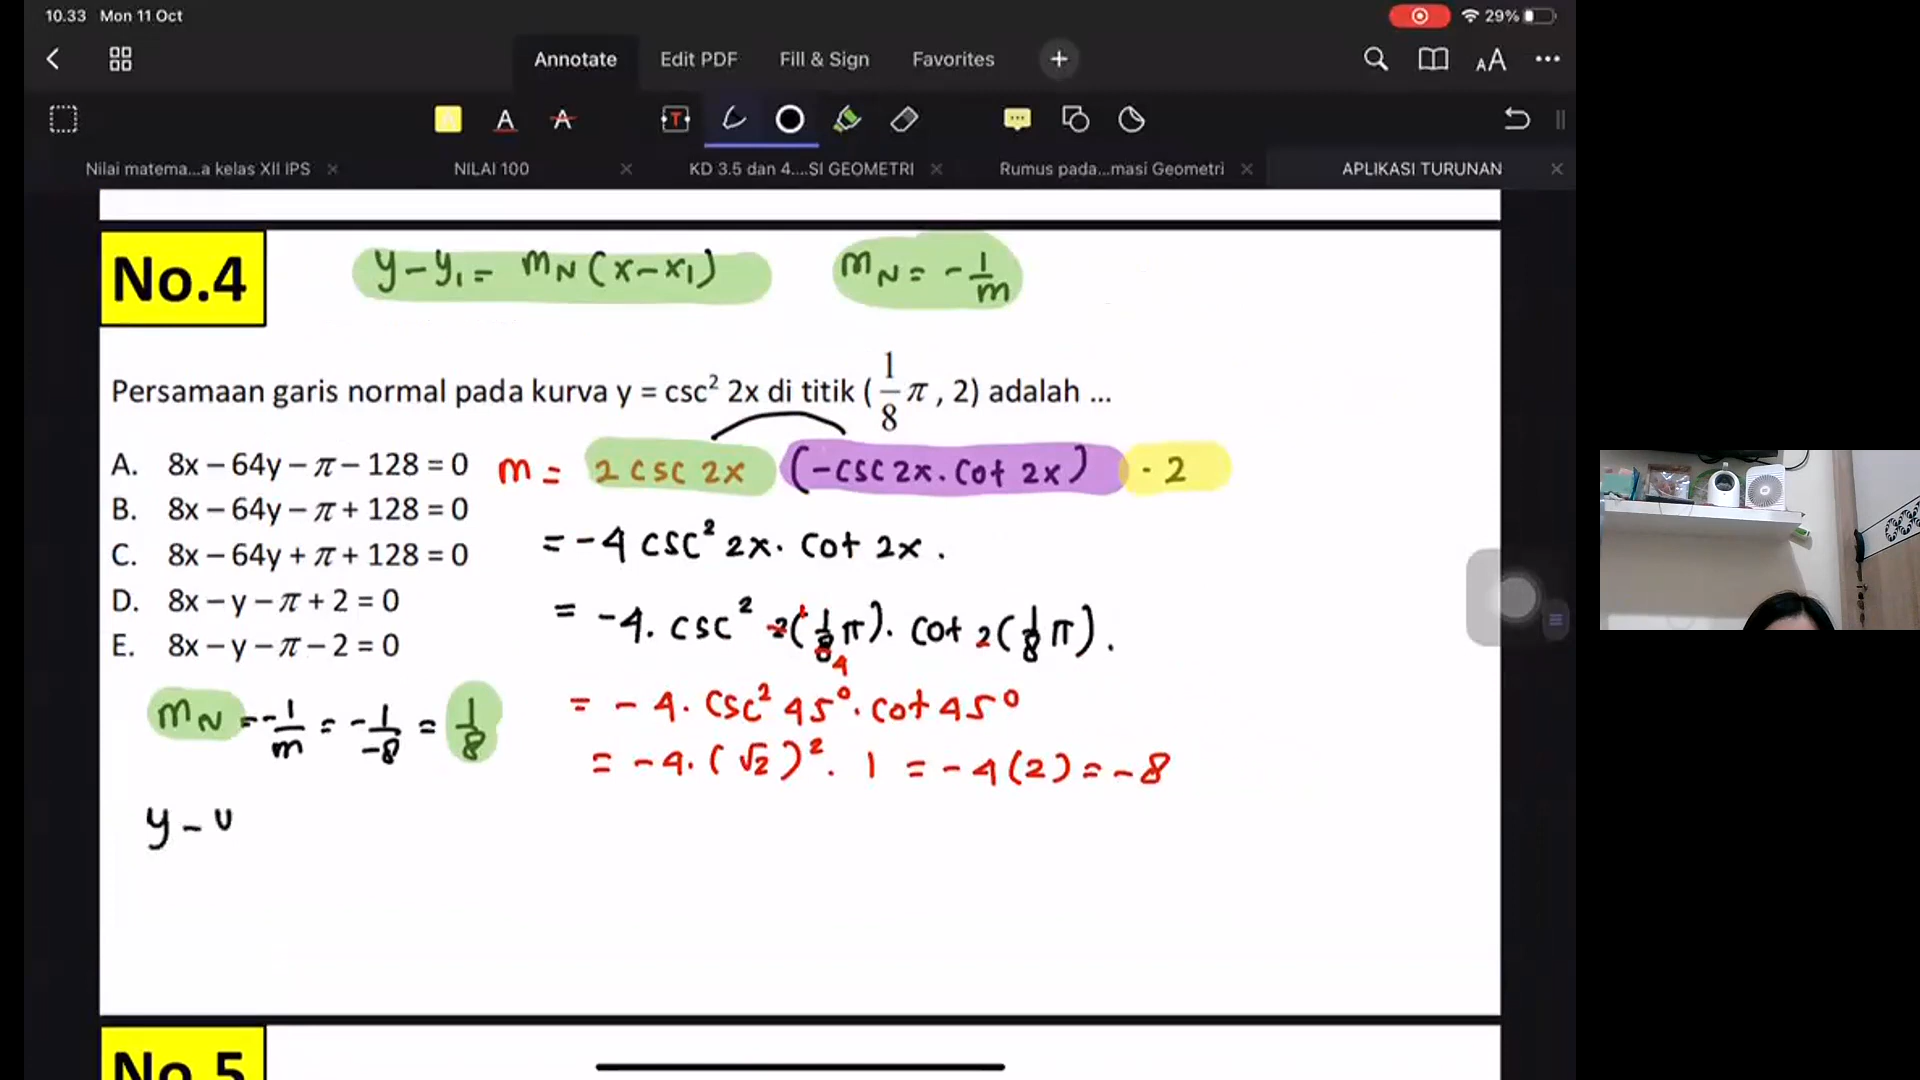 10.33 Mon 11 Oct 29%
Annotate Edit PDF Fill & Sign Favorites +
Nilai matema...a kelas XII IPS × NILAI 100 × KD 3.5 dan 4....SI GEOMETRI × Rumus pada...masi Geometri × APLIKASI TURUNAN ×
No.4
y - y₁ = mN (x - x₁) mN = - 1/m
Persamaan garis normal pada kurva y = csc² 2x di titik (1/8 π , 2) adalah ...
A. 8x – 64y – π – 128 = 0
B. 8x – 64y – π + 128 = 0
C. 8x – 64y + π + 128 = 0
D. 8x – y – π + 2 = 0
E. 8x – y – π – 2 = 0
m = 2 csc 2x (-csc 2x . cot 2x) . 2
= -4 csc² 2x . cot 2x .
= -4. csc² 2(1/8 π). cot 2(1/8 π). 1 4
= -4. csc² 45°. cot 45°
= -4. (√2)². 1 = -4(2) = -8
mN = -1/m = -1/-8 = 1/8
y -
No.5